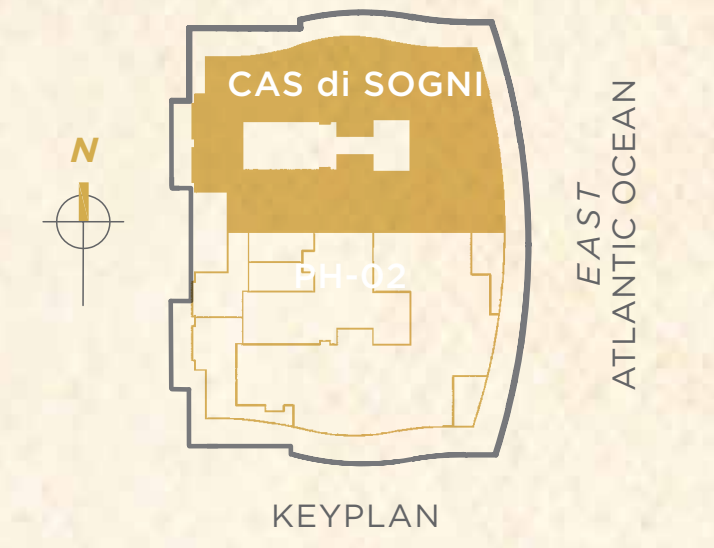 CAS di SOGNI
N
PH-02
EAST
ATLANTIC OCEAN
KEYPLAN